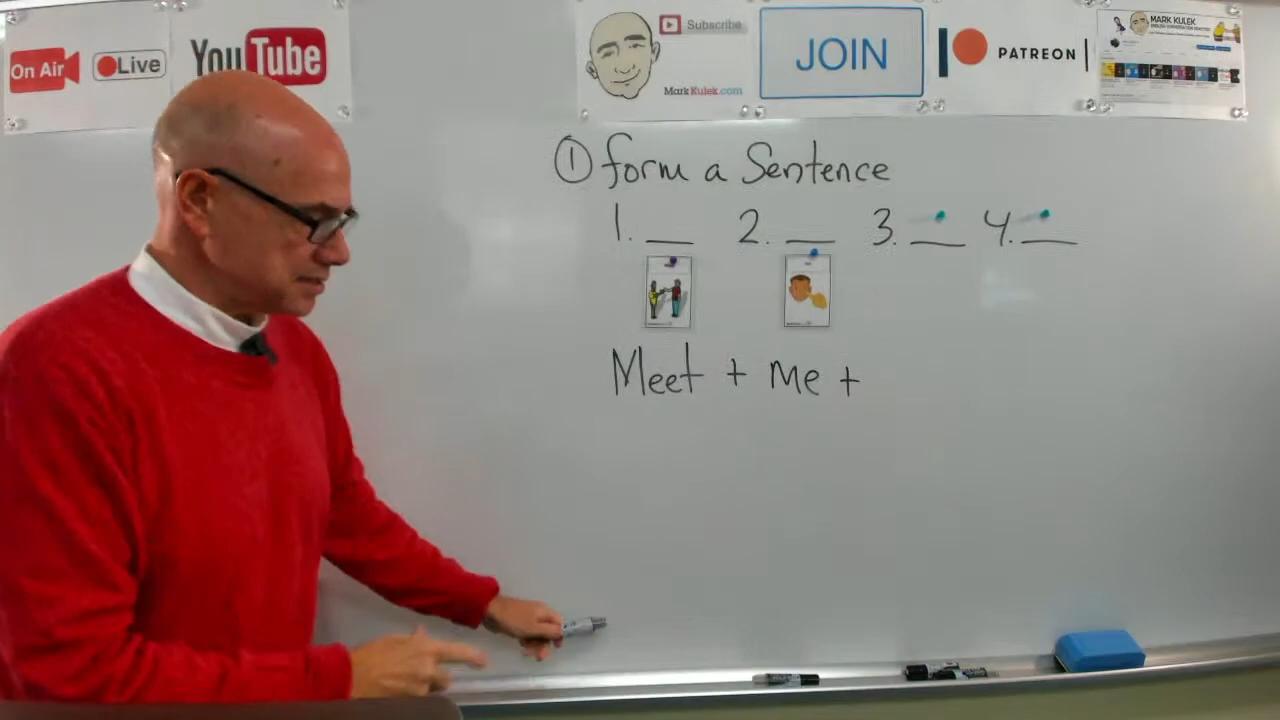 On Air Live
YouTube
Subscribe
MarkKulek.com
JOIN
PATREON
MARK KULEK
① form a Sentence
1. __ 2. __ 3. __ 4. __
Meet + Me +